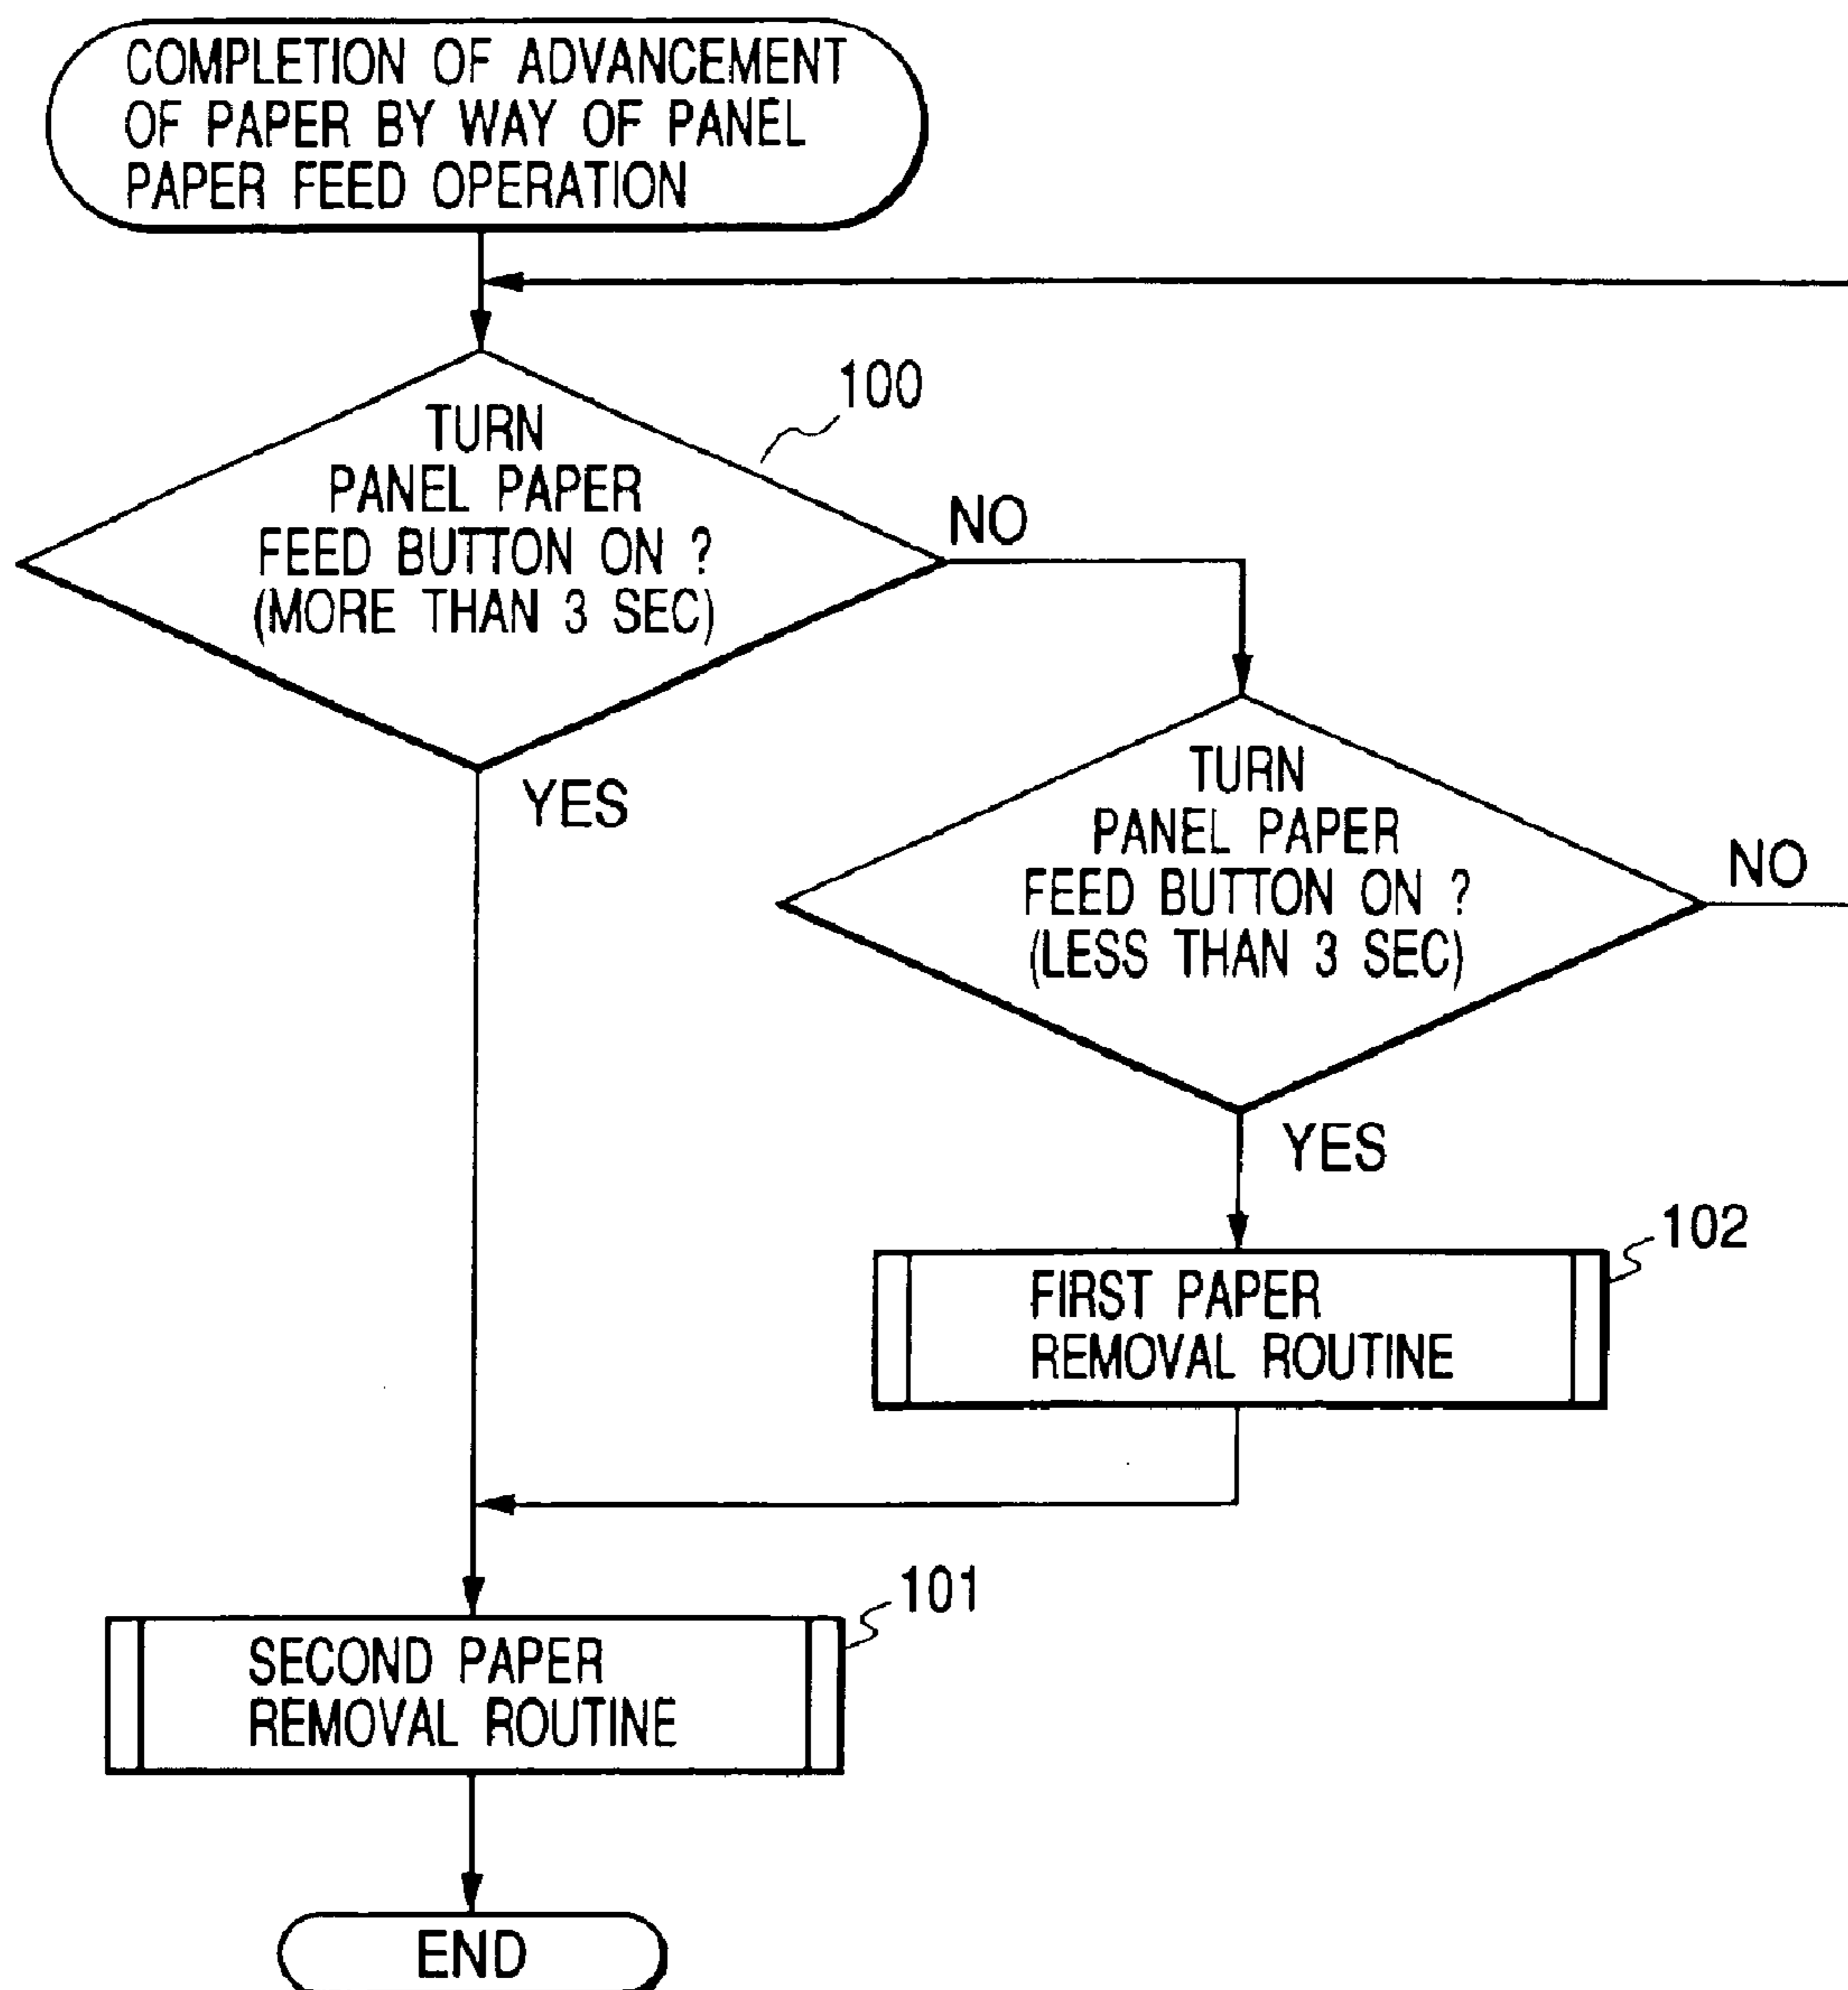 COMPLETION OF ADVANCEMENT
OF PAPER BY WAY OF PANEL
PAPER FEED OPERATION
100
TURN
PANEL PAPER
FEED BUTTON ON ?
(MORE THAN 3 SEC)
NO
YES
TURN
PANEL PAPER
FEED BUTTON ON ?
(LESS THAN 3 SEC)
NO
YES
102
FIRST PAPER
REMOVAL ROUTINE
101
SECOND PAPER
REMOVAL ROUTINE
END